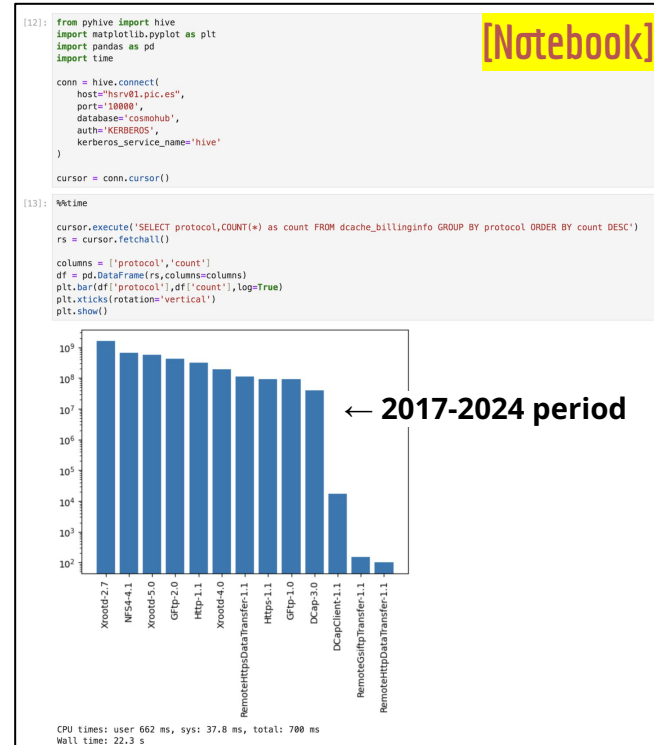 [12]: from pyhive import hive
import matplotlib.pyplot as plt
import pandas as pd
import time
[Notebook]
conn = hive.connect(
host="hsrv01.pic.es",
port='10000',
database='cosmohub',
auth='KERBEROS',
kerberos_service_name='hive'
)
cursor = conn.cursor()
[13]: %%time
cursor.execute('SELECT protocol,COUNT(*) as count FROM dcache_billinginfo GROUP BY protocol ORDER BY count DESC')
rs = cursor.fetchall()
columns = ['protocol','count']
df = pd.DataFrame(rs,columns=columns)
plt.bar(df['protocol'],df['count'],log=True)
plt.xticks(rotation='vertical')
plt.show()
10⁹
10⁸
10⁷
10⁶
10⁵
10⁴
10³
10²
← 2017-2024 period
Xrootd-2.7
NFS4-4.1
Xrootd-5.0
GFtp-2.0
Http-1.1
Xrootd-4.0
RemoteHttpsDataTransfer-1.1
Https-1.1
GFtp-1.0
DCap-3.0
DCapClient-1.1
RemoteGsiftpTransfer-1.1
RemoteHttpDataTransfer-1.1
CPU times: user 662 ms, sys: 37.8 ms, total: 700 ms
Wall time: 22.3 s